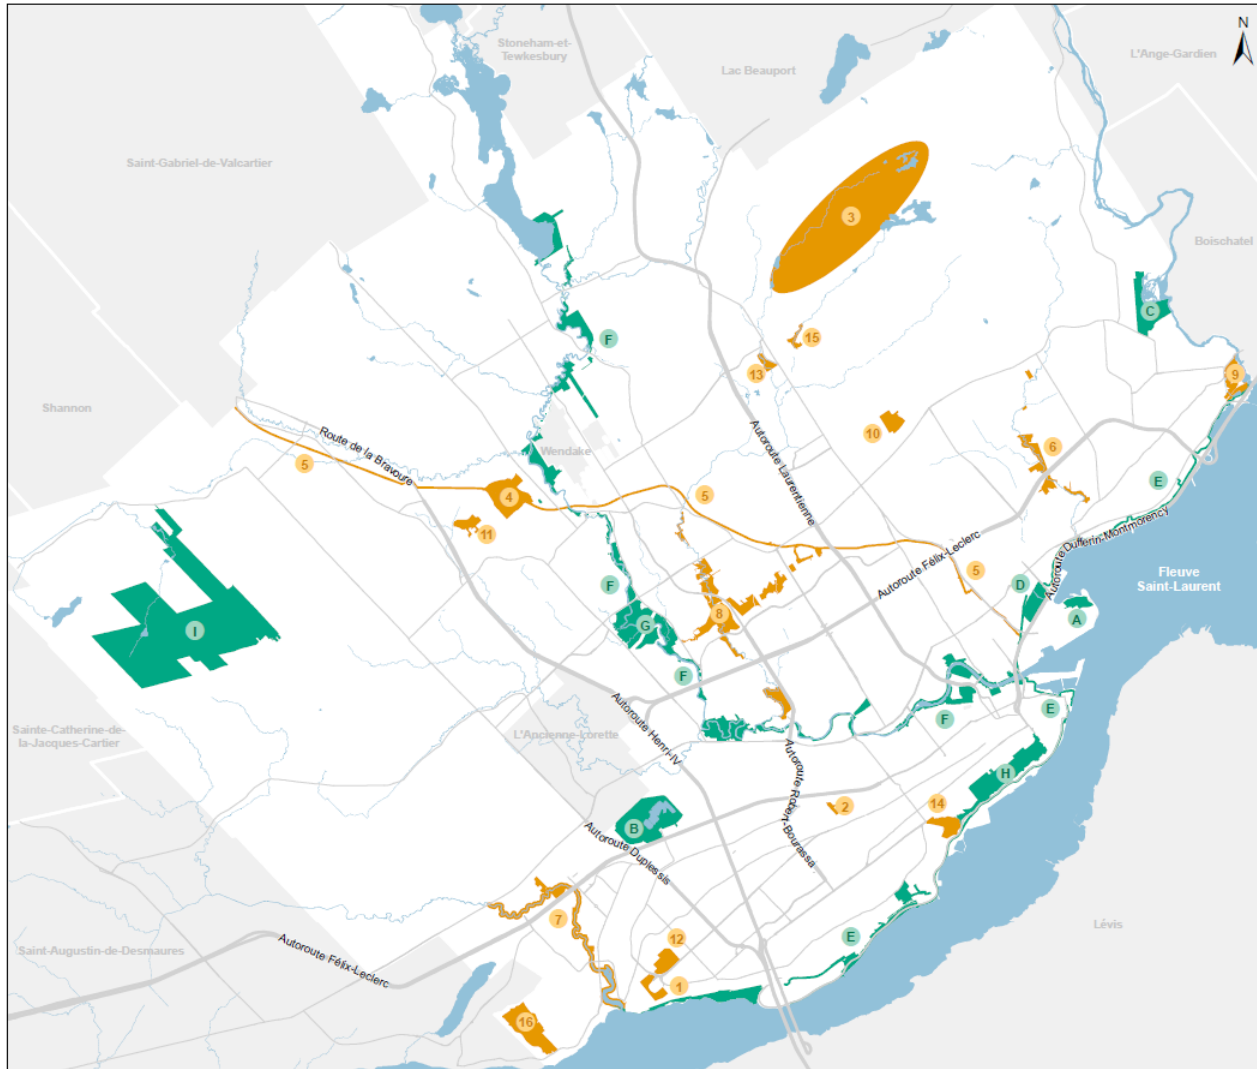 N
Stoneham-et-
Tewkesbury
Lac Beauport
L'Ange-Gardien
Saint-Gabriel-de-Valcartier
3
Boischatel
C
F
15
13
9
Shannon
10
Route de la Bravoure
Autoroute Laurentienne
Wendake
6
5
4
5
E
11
Autoroute Félix-Leclerc
Autoroute Dufferin-Montmorency
Fleuve
Saint-Laurent
5
F
D
8
A
G
I
F
Autoroute Henri-IV
E
F
Sainte-Catherine-de-
la-Jacques-Cartier
L'Ancienne-Lorette
Autoroute Robert-Bourassa
H
2
14
B
Autoroute Duplessis
7
Lévis
12
E
Saint-Augustin-de-Desmaures
Autoroute Félix-Leclerc
1
16